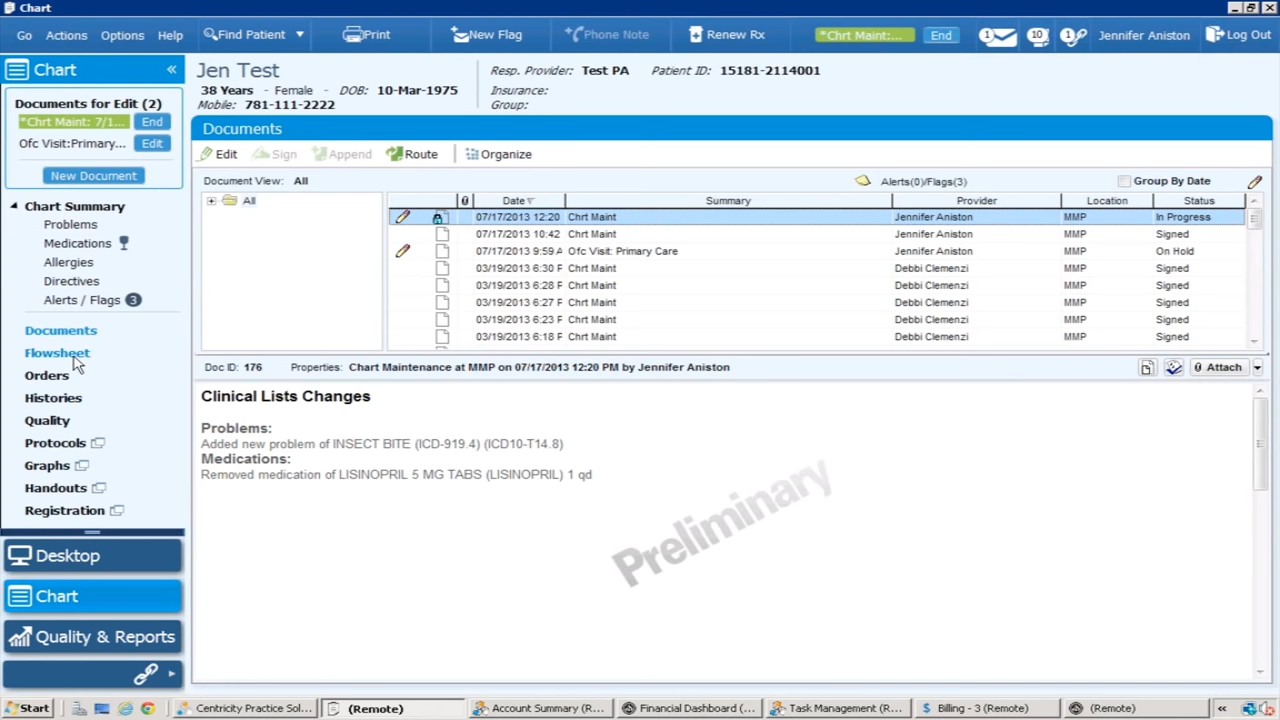 Chart
Go Actions Options Help Find Patient Print New Flag Phone Note Renew Rx *Chrt Maint:... End 1 10 1 Jennifer Aniston Log Out
Chart «
Documents for Edit (2)
*Chrt Maint: 7/1... End
Ofc Visit:Primary... Edit
New Document
Chart Summary
Problems
Medications
Allergies
Directives
Alerts / Flags 3
Documents
Flowsheet
Orders
Histories
Quality
Protocols
Graphs
Handouts
Registration
Desktop
Chart
Quality & Reports
Jen Test
38 Years - Female - DOB: 10-Mar-1975
Mobile: 781-111-2222
Resp. Provider: Test PA Patient ID: 15181-2114001
Insurance:
Group:
Documents
Edit Sign Append Route Organize
Document View: All Alerts(0)/Flags(3) Group By Date
All
Date Summary Provider Location Status
07/17/2013 12:20 Chrt Maint Jennifer Aniston MMP In Progress
07/17/2013 10:42 Chrt Maint Jennifer Aniston MMP Signed
07/17/2013 9:59 A Ofc Visit: Primary Care Jennifer Aniston MMP On Hold
03/19/2013 6:30 F Chrt Maint Debbi Clemenzi MMP Signed
03/19/2013 6:28 F Chrt Maint Debbi Clemenzi MMP Signed
03/19/2013 6:27 F Chrt Maint Debbi Clemenzi MMP Signed
03/19/2013 6:23 F Chrt Maint Debbi Clemenzi MMP Signed
03/19/2013 6:18 F Chrt Maint Debbi Clemenzi MMP Signed
Doc ID: 176 Properties: Chart Maintenance at MMP on 07/17/2013 12:20 PM by Jennifer Aniston Attach
Clinical Lists Changes
Problems:
Added new problem of INSECT BITE (ICD-919.4) (ICD10-T14.8)
Medications:
Removed medication of LISINOPRIL 5 MG TABS (LISINOPRIL) 1 qd
Preliminary
Start Centricity Practice Sol... (Remote) Account Summary (R... Financial Dashboard (... Task Management (R... Billing - 3 (Remote) (Remote) «